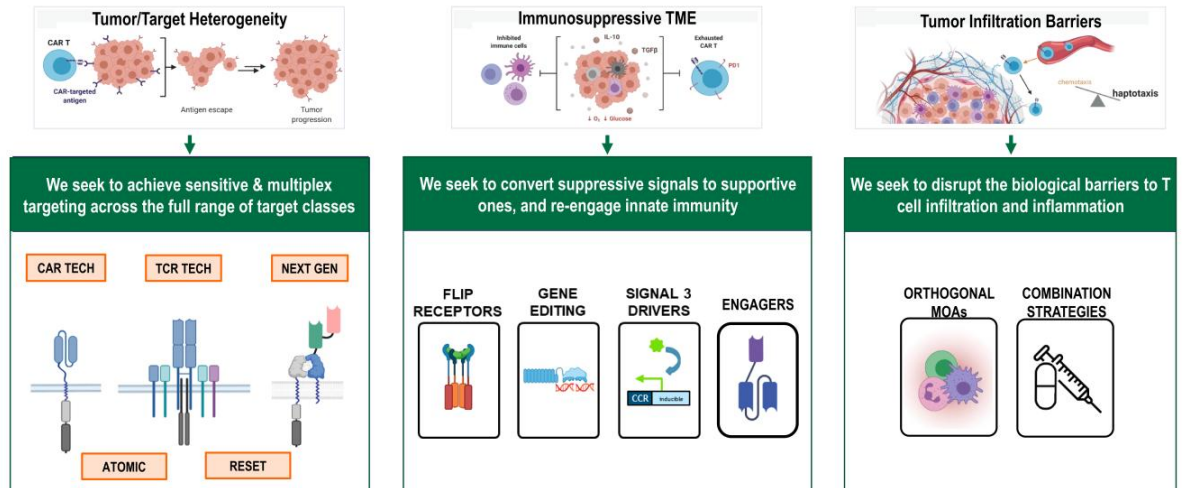 Tumor/Target Heterogeneity
CAR T
CAR-targeted
antigen
Antigen escape
Tumor
progression
We seek to achieve sensitive & multiplex
targeting across the full range of target classes
CAR TECH
TCR TECH
NEXT GEN
ATOMIC
RESET
Immunosuppressive TME
Inhibited
immune cells
IL-10
TGFβ
Exhausted
CAR T
PD1
↓ O₂ ↓ Glucose
We seek to convert suppressive signals to supportive
ones, and re-engage innate immunity
FLIP
RECEPTORS
GENE
EDITING
SIGNAL 3
DRIVERS
CCR inducible
ENGAGERS
Tumor Infiltration Barriers
chemotaxis
haptotaxis
We seek to disrupt the biological barriers to T
cell infiltration and inflammation
ORTHOGONAL
MOAs
COMBINATION
STRATEGIES